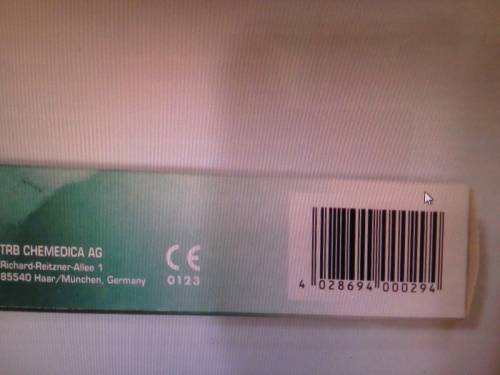 TRB CHEMEDICA AG
Richard-Reitzner-Allee 1
85540 Haar/München, Germany
CE
0123
4 028694 000294